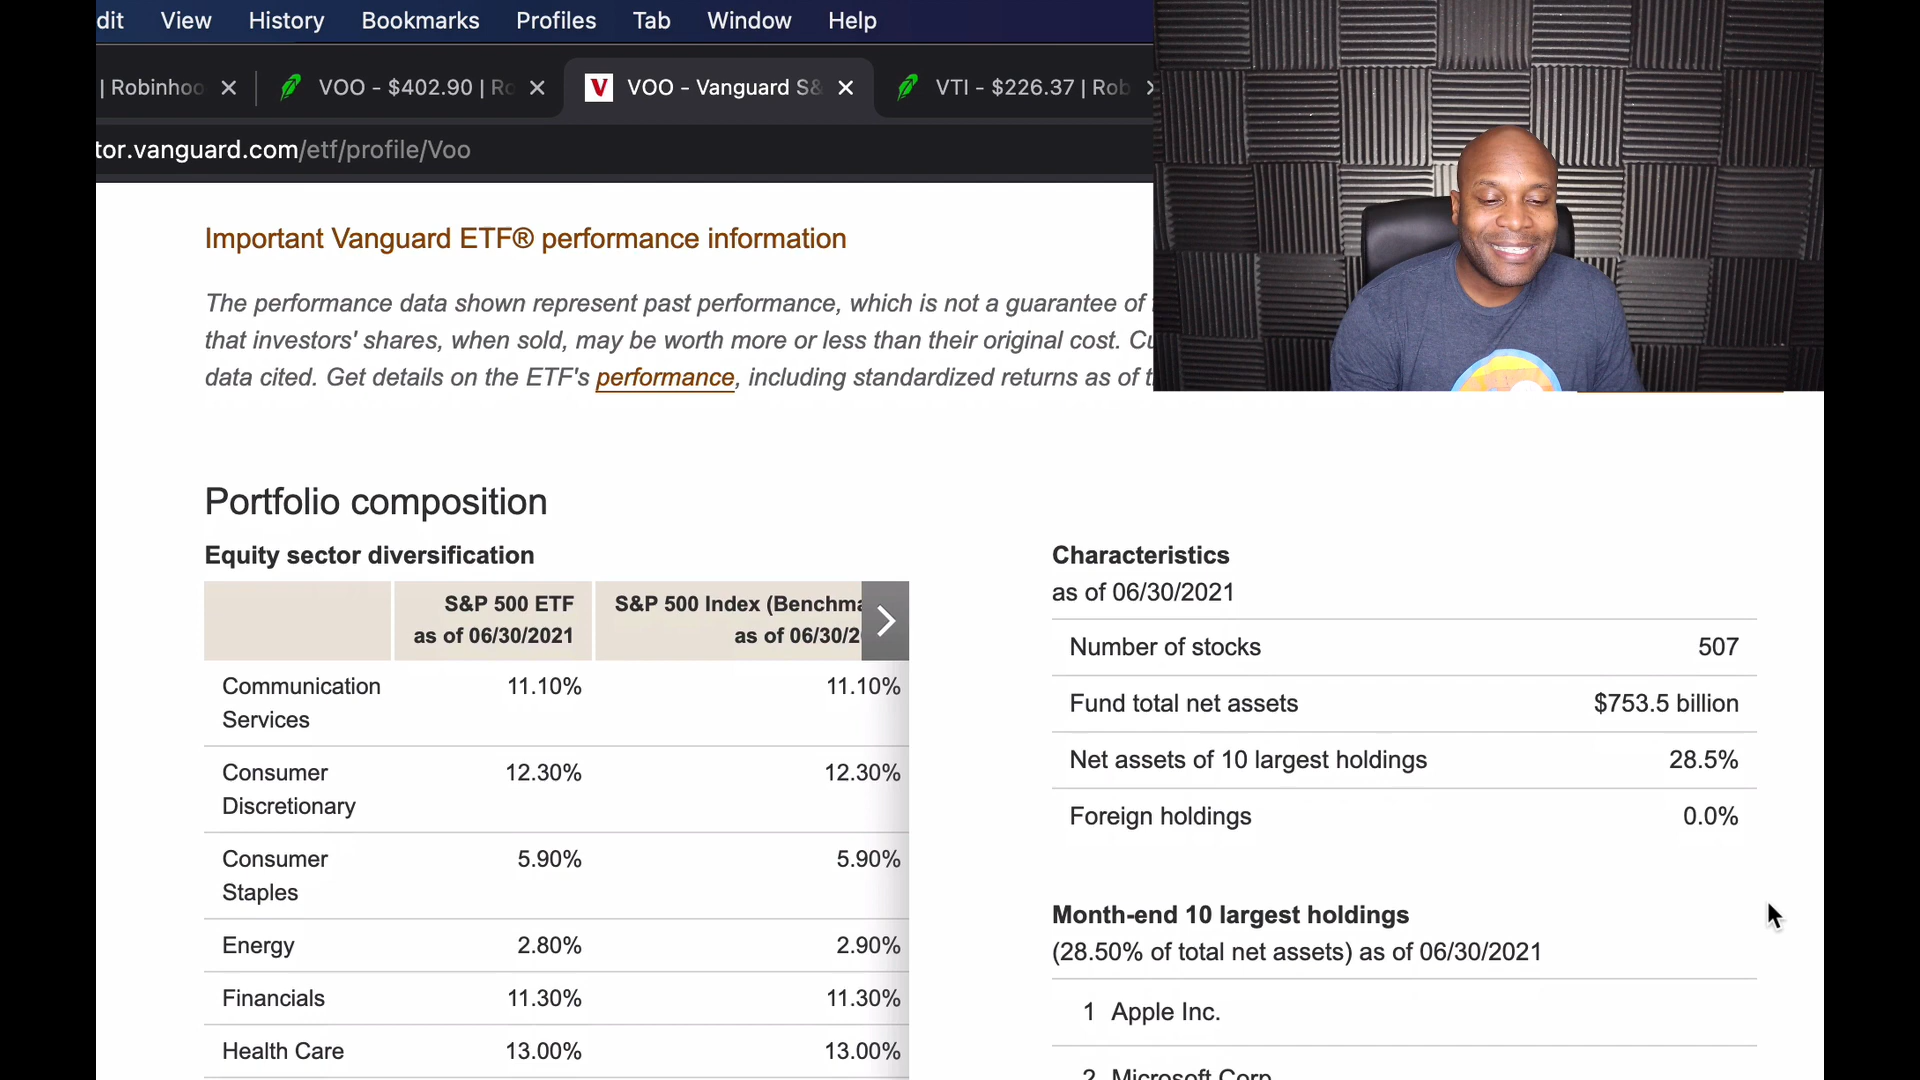 View History Bookmarks Profiles Tab Window Help
| Robinhoo
VOO - $402.90 | Ro
VOO - Vanguard S&
VTI - $226.37 | Rob
tor.vanguard.com/etf/profile/Voo
Important Vanguard ETF® performance information
The performance data shown represent past performance, which is not a guarantee of
that investors' shares, when sold, may be worth more or less than their original cost.
data cited. Get details on the ETF's performance, including standardized returns as of
Portfolio composition
Equity sector diversification
S&P 500 ETF
as of 06/30/2021
S&P 500 Index (Benchma
as of 06/30/2
Communication
Services
11.10% 11.10%
Consumer
Discretionary
12.30% 12.30%
Consumer
Staples
5.90% 5.90%
Energy 2.80% 2.90%
Financials 11.30% 11.30%
Health Care 13.00% 13.00%
Characteristics
as of 06/30/2021
Number of stocks 507
Fund total net assets $753.5 billion
Net assets of 10 largest holdings 28.5%
Foreign holdings 0.0%
Month-end 10 largest holdings
(28.50% of total net assets) as of 06/30/2021
1 Apple Inc.
2 Microsoft Corp